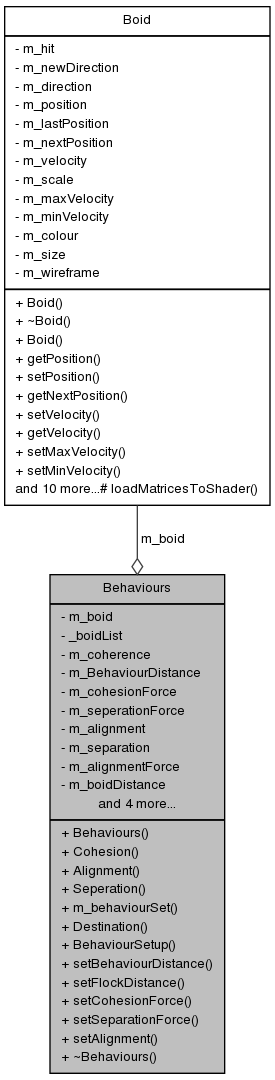 Boid
- m_hit
- m_newDirection
- m_direction
- m_position
- m_lastPosition
- m_nextPosition
- m_velocity
- m_scale
- m_maxVelocity
- m_minVelocity
- m_colour
- m_size
- m_wireframe
+ Boid()
+ ~Boid()
+ Boid()
+ getPosition()
+ setPosition()
+ getNextPosition()
+ setVelocity()
+ getVelocity()
+ setMaxVelocity()
+ setMinVelocity()
and 10 more...# loadMatricesToShader()
m_boid
Behaviours
- m_boid
- _boidList
- m_coherence
- m_BehaviourDistance
- m_cohesionForce
- m_seperationForce
- m_alignment
- m_separation
- m_alignmentForce
- m_boidDistance
and 4 more...
+ Behaviours()
+ Cohesion()
+ Alignment()
+ Seperation()
+ m_behaviourSet()
+ Destination()
+ BehaviourSetup()
+ setBehaviourDistance()
+ setFlockDistance()
+ setCohesionForce()
+ setSeparationForce()
+ setAlignment()
+ ~Behaviours()